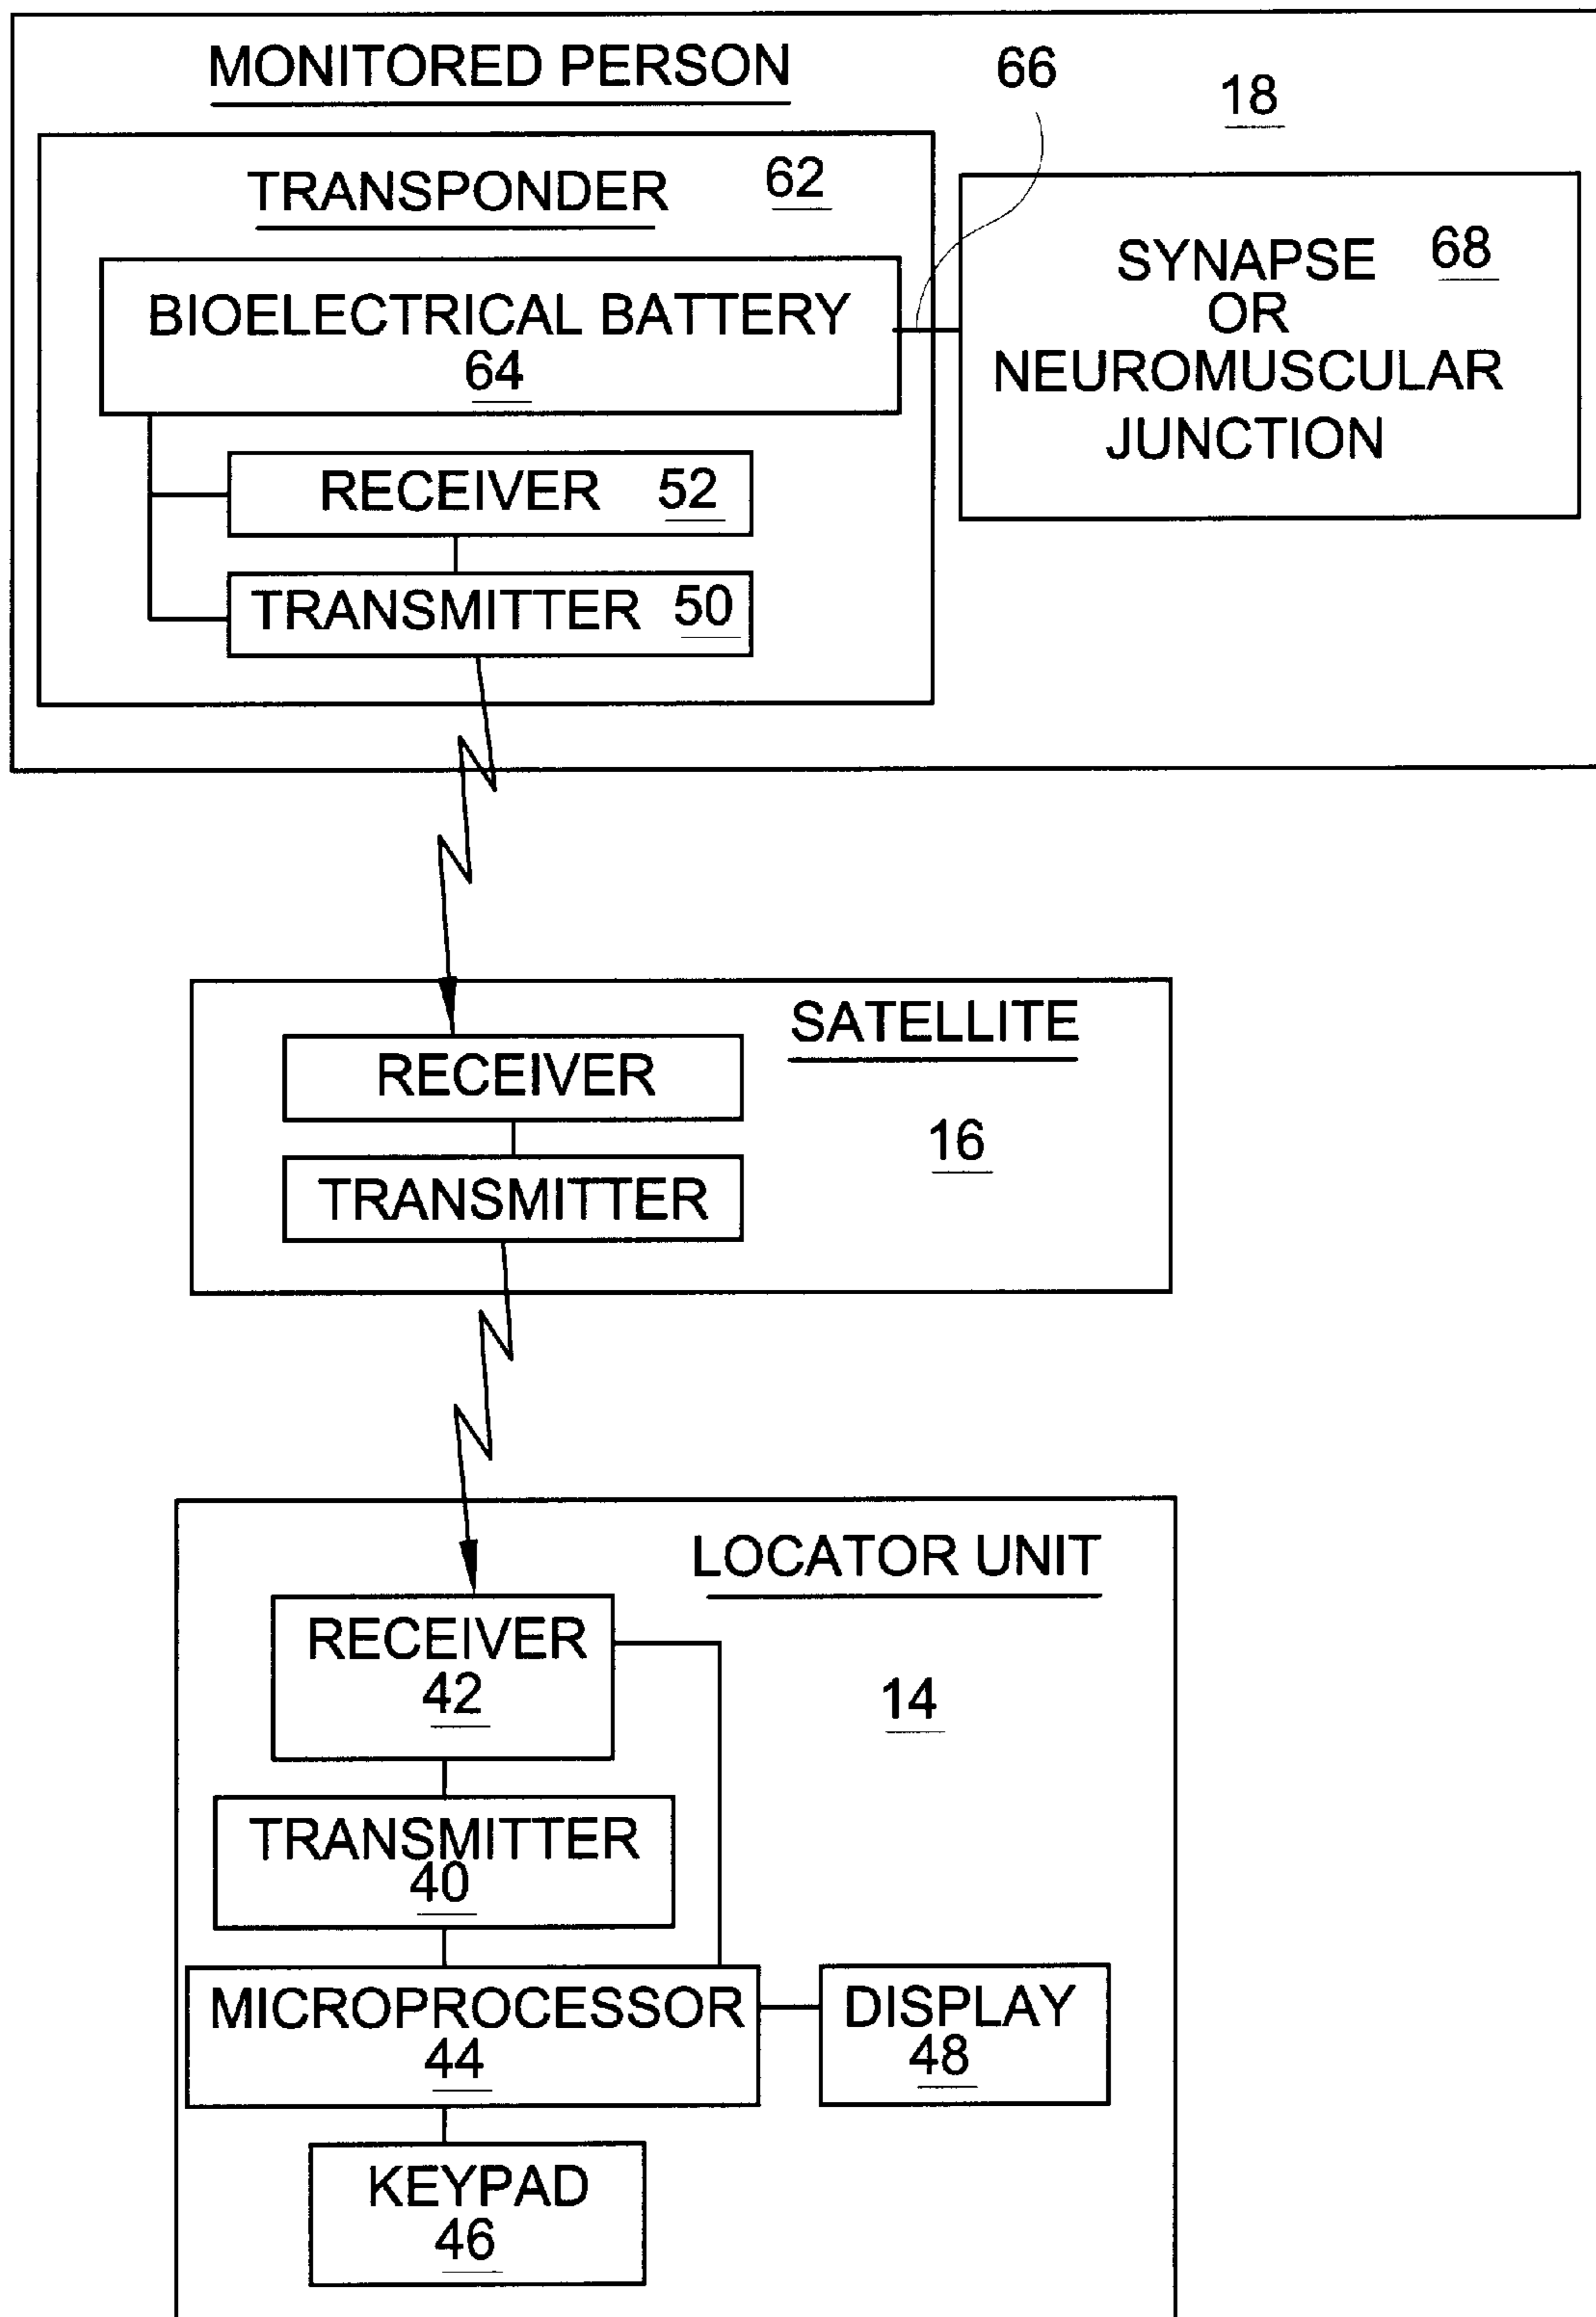 MONITORED PERSON
66
18
TRANSPONDER 62
BIOELECTRICAL BATTERY
64
SYNAPSE 68
OR
NEUROMUSCULAR
JUNCTION
RECEIVER 52
TRANSMITTER 50
SATELLITE
16
RECEIVER
TRANSMITTER
LOCATOR UNIT
14
RECEIVER
42
TRANSMITTER
40
MICROPROCESSOR
44
DISPLAY
48
KEYPAD
46